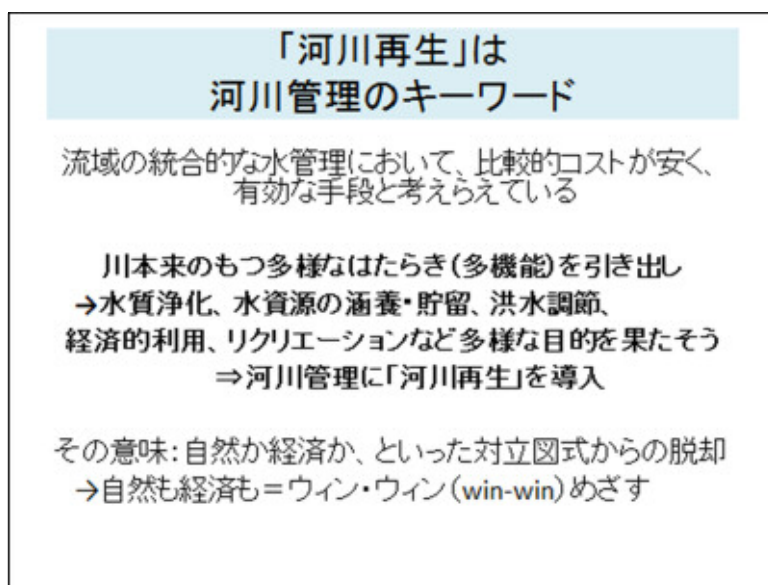 「河川再生」は
河川管理のキーワード
流域の統合的な水管理において、比較的コストが安く、
有効な手段と考えらえている
川本来のもつ多様なはたらき(多機能)を引き出し
→水質浄化、水資源の涵養・貯留、洪水調節、
経済的利用、リクリエーションなど多様な目的を果たそう
⇒河川管理に「河川再生」を導入
その意味:自然か経済か、といった対立図式からの脱却
→自然も経済も=ウィン・ウィン(win-win)めざす